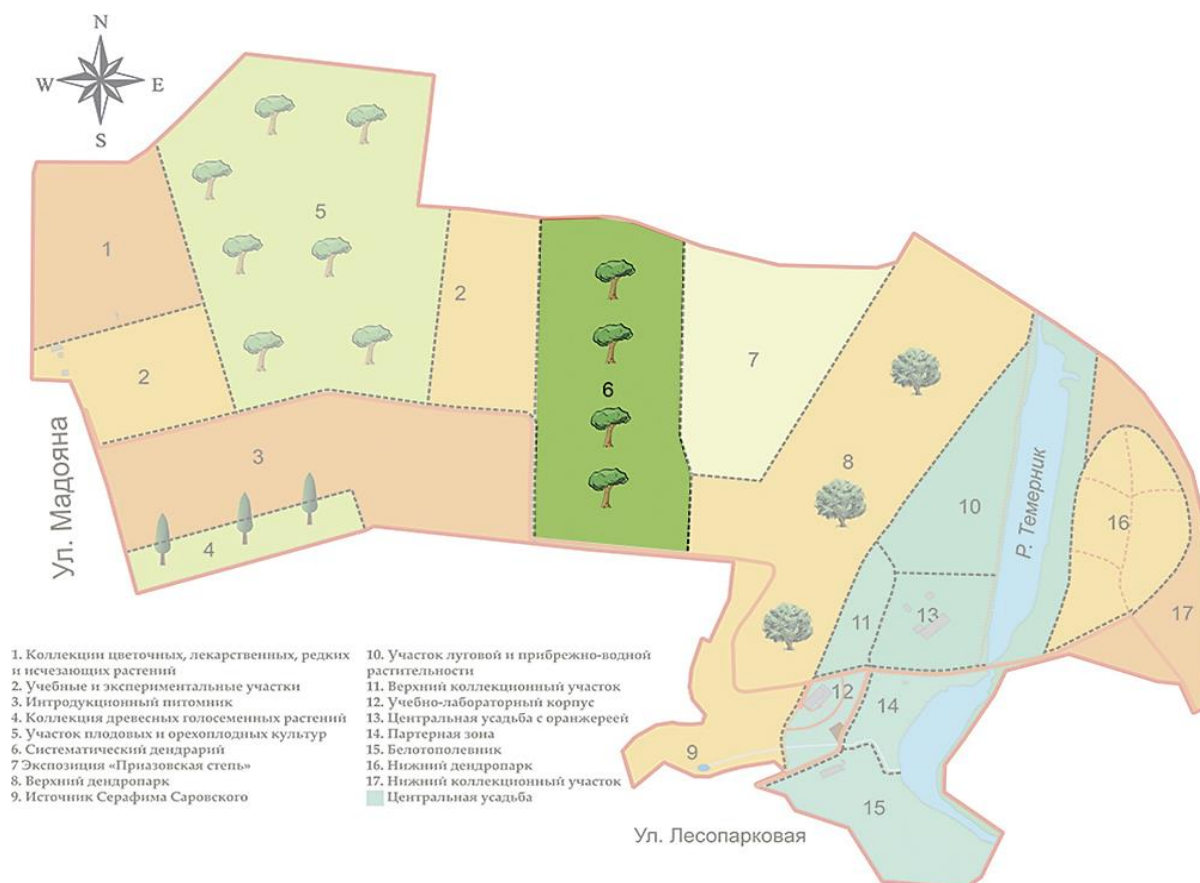 N
W E
S
1
5
2
2
6
7
8
3
4
10
16
17
11
13
12
14
9
15
Ул. Мадояна
Р. Темерник
Ул. Лесопарковая
1. Коллекции цветочных, лекарственных, редких
и исчезающих растений
2. Учебные и экспериментальные участки
3. Интродукционный питомник
4. Коллекция древесных голосеменных растений
5. Участок плодовых и орехоплодных культур
6. Систематический дендрарий
7 Экспозиция «Приазовская степь»
8. Верхний дендропарк
9. Источник Серафима Саровского
10. Участок луговой и прибрежно-водной
растительности
11. Верхний коллекционный участок
12. Учебно-лабораторный корпус
13. Центральная усадьба с оранжереей
14. Партерная зона
15. Белотополевник
16. Нижний дендропарк
17. Нижний коллекционный участок
Центральная усадьба